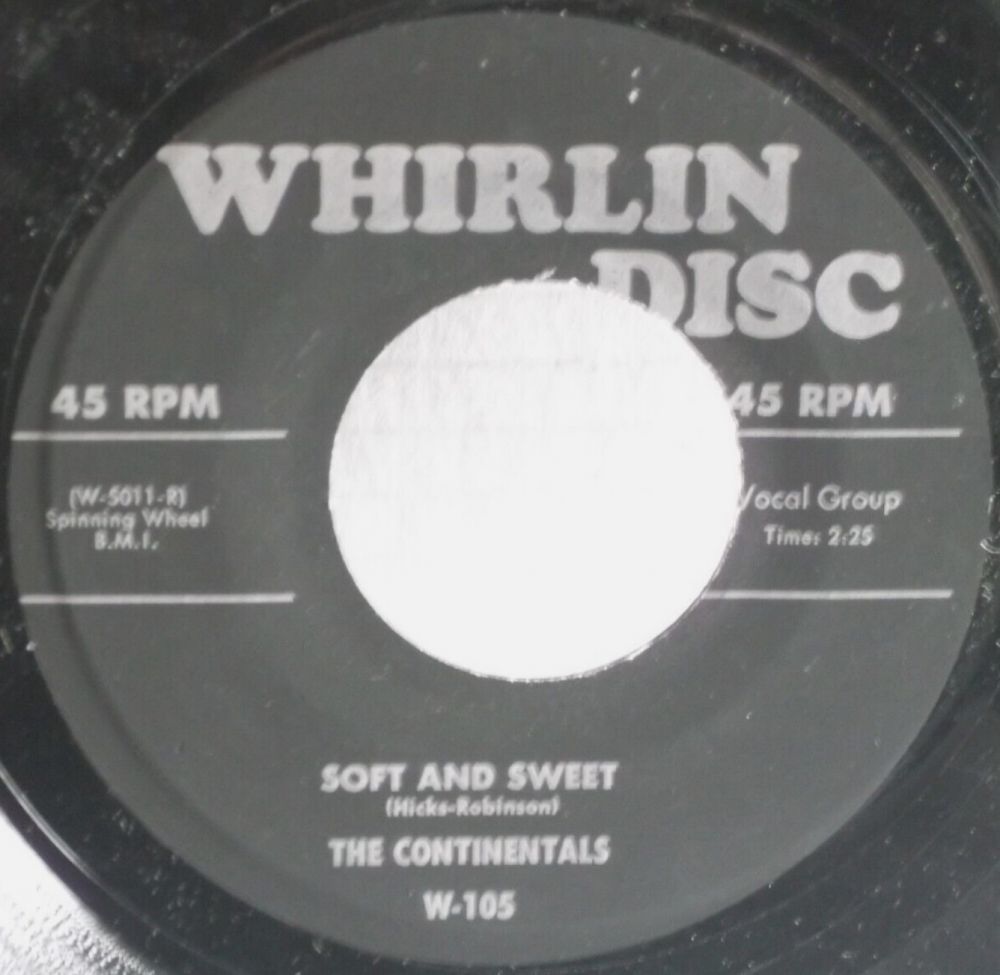 WHIRLIN
DISC
45 RPM
45 RPM
(W-5011-R)
Spinning Wheel
B.M.I.
Vocal Group
Time: 2:25
SOFT AND SWEET
(Hicks-Robinson)
THE CONTINENTALS
W-105